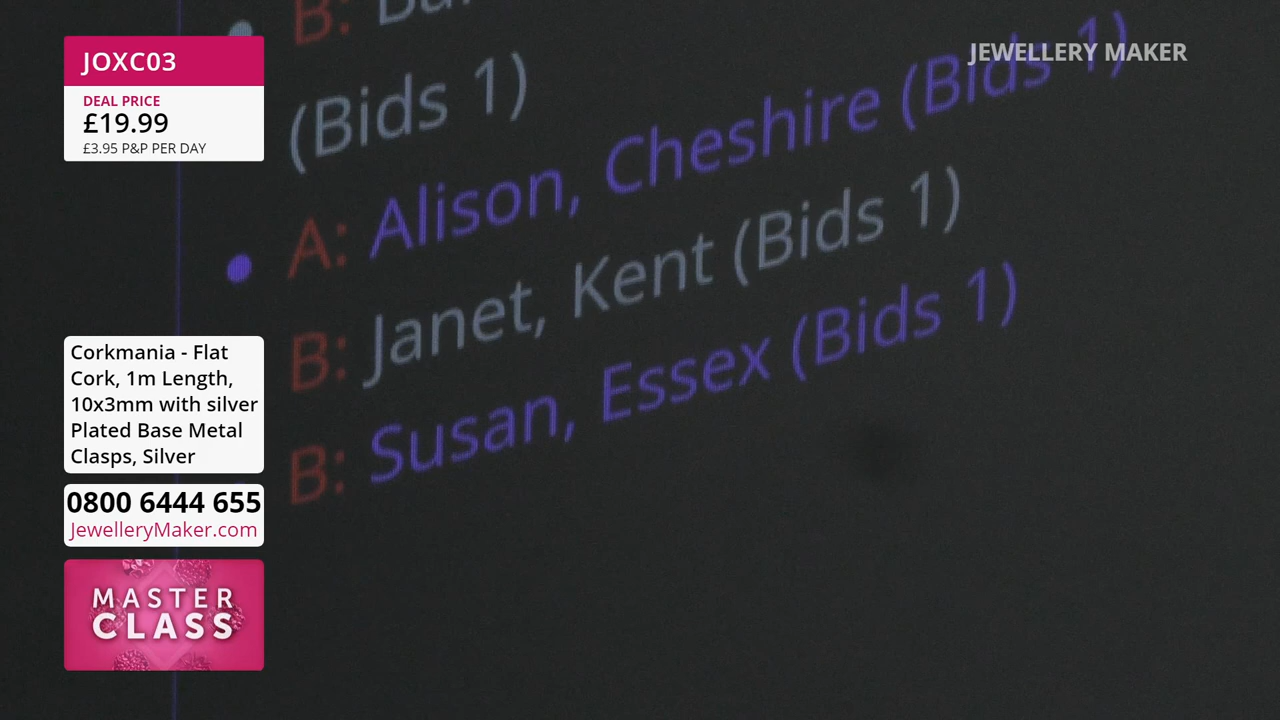 JOXC03
DEAL PRICE
£19.99
£3.95 P&P PER DAY
JEWELLERY MAKER
B:
(Bids 1)
A: Alison, Cheshire (Bids 1)
B: Janet, Kent (Bids 1)
B: Susan, Essex (Bids 1)
Corkmania - Flat
Cork, 1m Length,
10x3mm with silver
Plated Base Metal
Clasps, Silver
0800 6444 655
JewelleryMaker.com
MASTER
CLASS